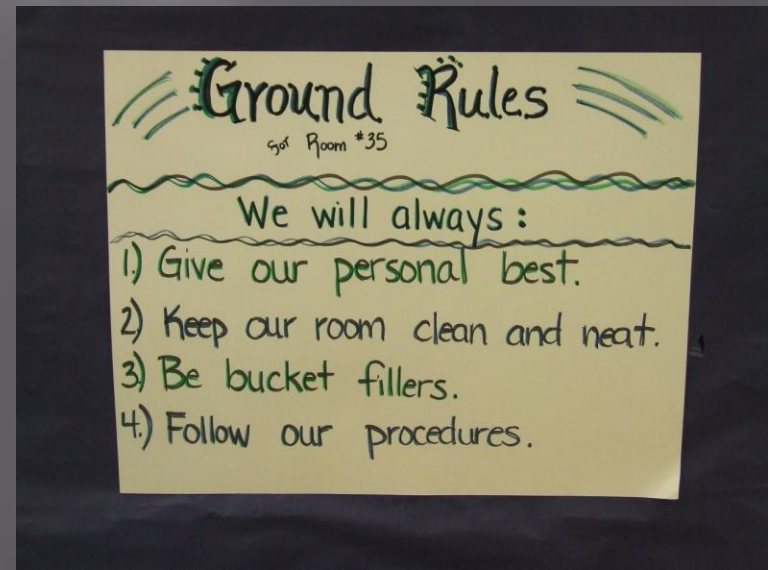 Ground Rules
for Room #35
We will always:
1.) Give our personal best.
2) Keep our room clean and neat.
3) Be bucket fillers.
4.) Follow our procedures.